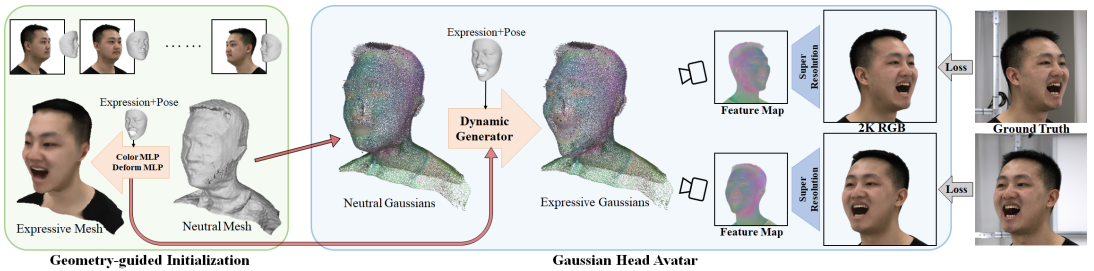 Expression+Pose
Color MLP
Deform MLP
Expressive Mesh
Neutral Mesh
Geometry-guided Initialization
Expression+Pose
Dynamic
Generator
Neutral Gaussians
Expressive Gaussians
Feature Map
Super
Resolution
2K RGB
Loss
Ground Truth
Feature Map
Super
Resolution
Loss
Gaussian Head Avatar